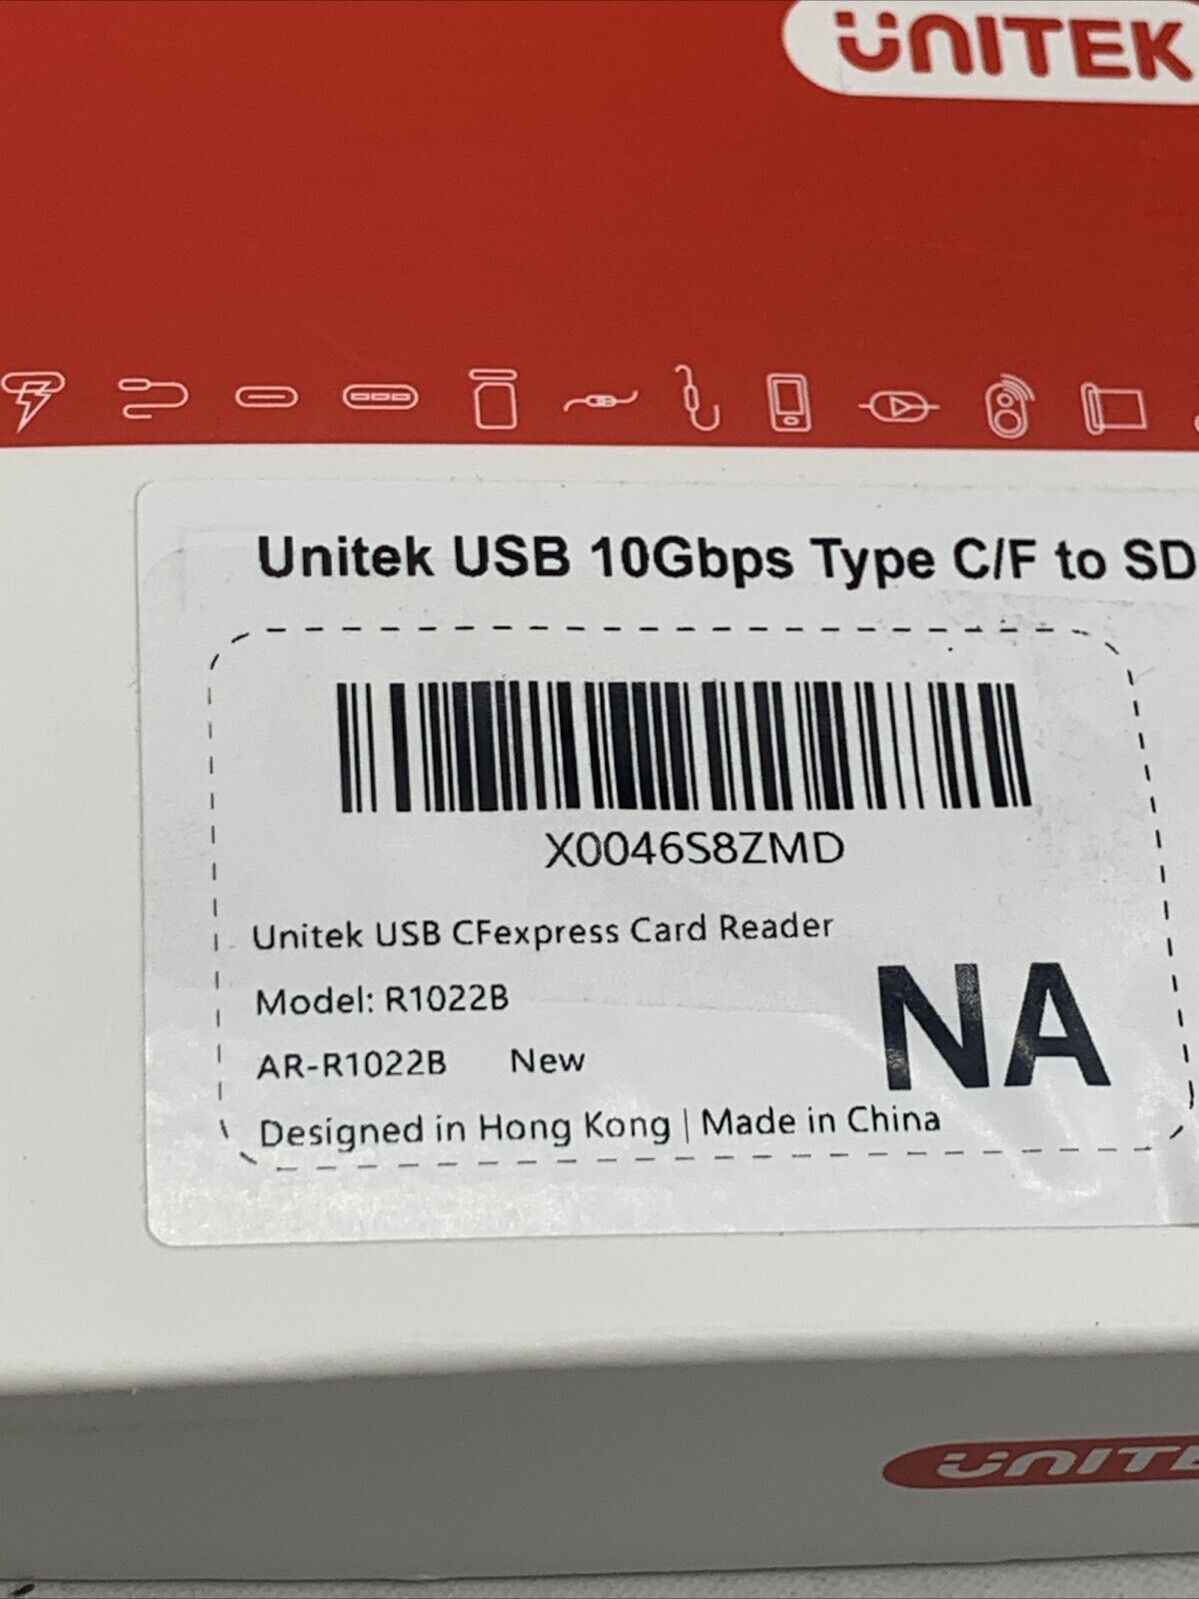 UNITEK
Unitek USB 10Gbps Type C/F to SD
X0046S8ZMD
Unitek USB CFexpress Card Reader
Model: R1022B
NA
AR-R1022B New
Designed in Hong Kong | Made in China
UNITE